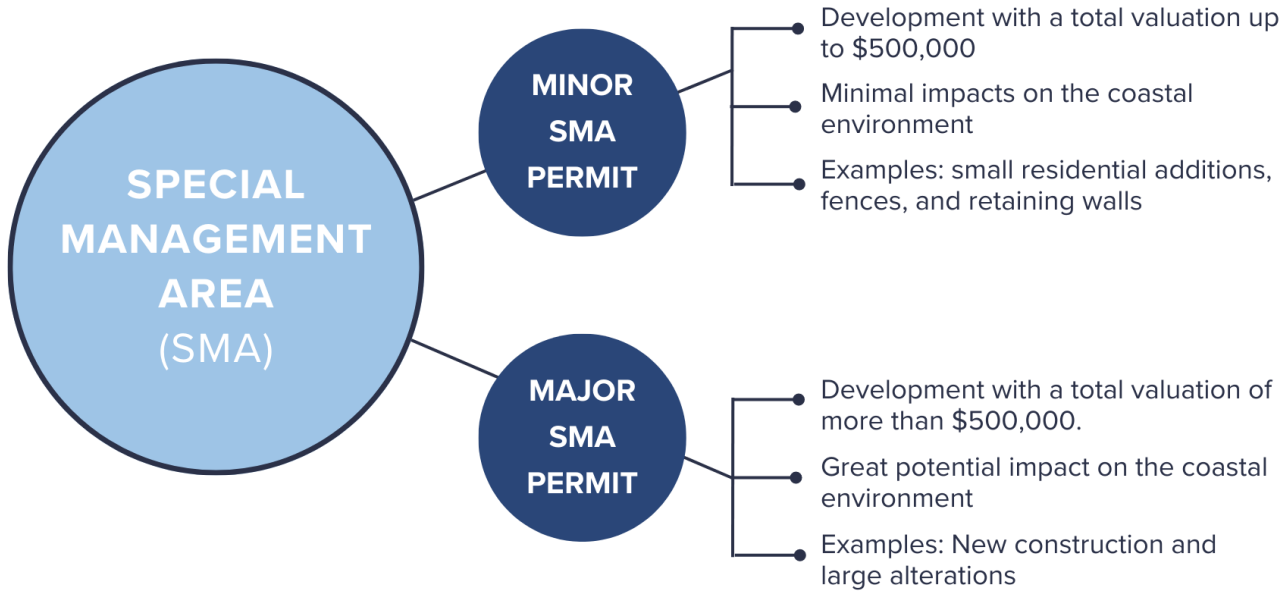 SPECIAL
MANAGEMENT
AREA
(SMA)
MINOR
SMA
PERMIT
Development with a total valuation up
to $500,000
Minimal impacts on the coastal
environment
Examples: small residential additions,
fences, and retaining walls
MAJOR
SMA
PERMIT
Development with a total valuation of
more than $500,000.
Great potential impact on the coastal
environment
Examples: New construction and
large alterations